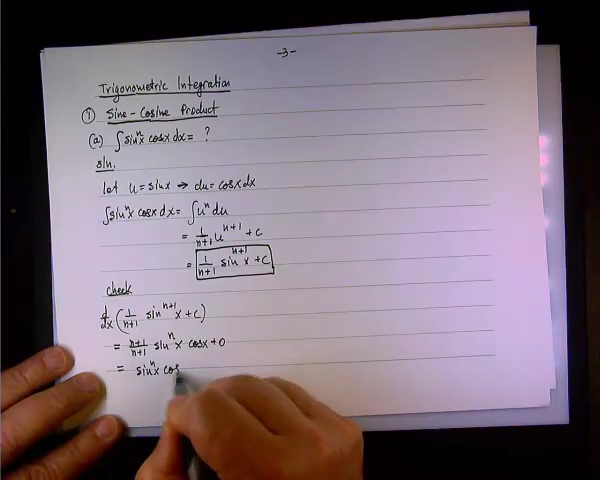 -3-
Trigonometric Integration
① Sine-Cosine Product
(a) ∫ sinⁿx cosx dx = ?
sln.
let u = sinx → du = cosx dx
∫ sinⁿx cosx dx = ∫ uⁿ du
= 1/(n+1) uⁿ⁺¹ + C
= 1/(n+1) sinⁿ⁺¹x + C
check
d/dx (1/(n+1) sinⁿ⁺¹x + C)
= (n+1)/(n+1) sinⁿx cosx + 0
= sinⁿx cos